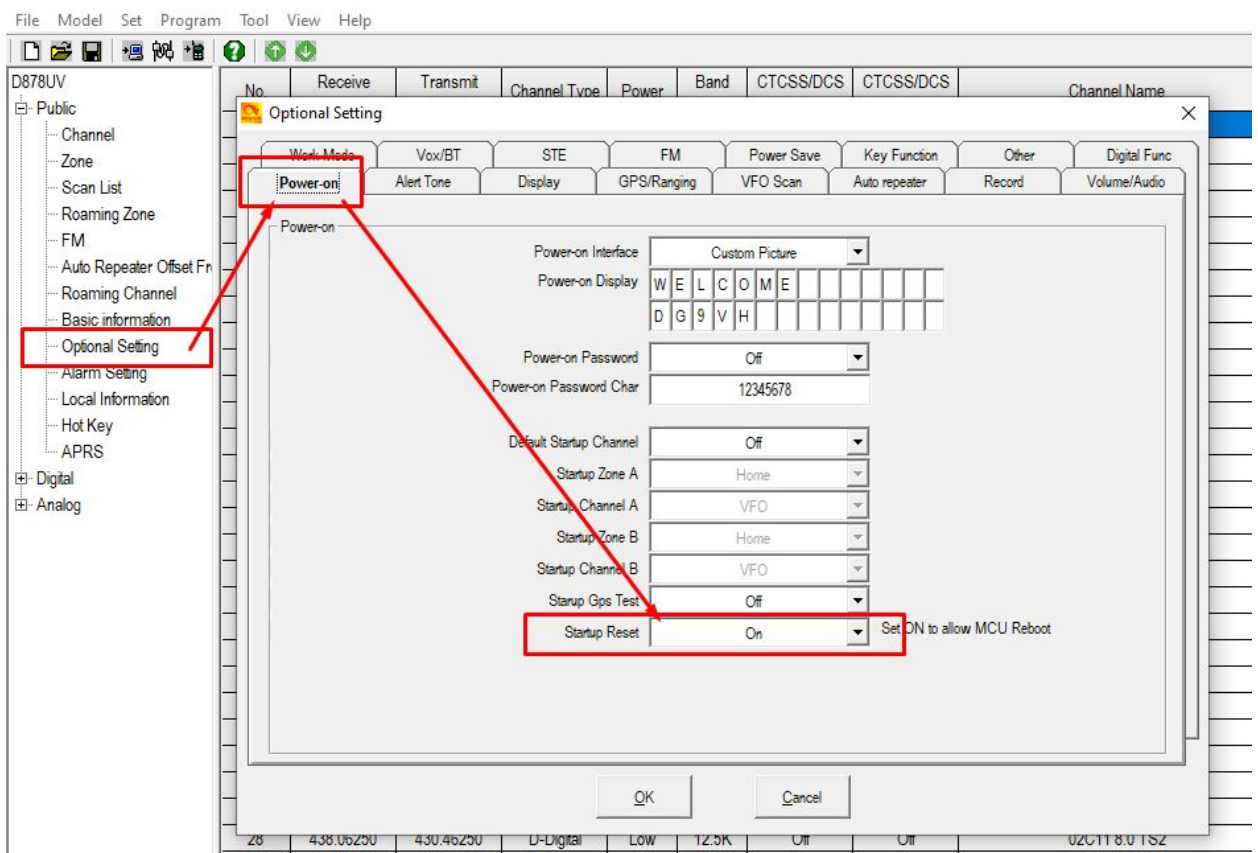 File Model Set Program Tool View Help
D878UV
Public
Channel
Zone
Scan List
Roaming Zone
FM
Auto Repeater Offset Fr
Roaming Channel
Basic information
Optional Setting
Alarm Setting
Local Information
Hot Key
APRS
Digital
Analog
No. Receive Transmit Channel Type Power Band CTCSS/DCS CTCSS/DCS Channel Name
Optional Setting
Work Mode Vox/BT STE FM Power Save Key Function Other Digital Func
Power-on Alert Tone Display GPS/Ranging VFO Scan Auto repeater Record Volume/Audio
Power-on
Power-on Interface Custom Picture
Power-on Display WELCOME
DG9VH
Power-on Password Off
Power-on Password Char 12345678
Default Startup Channel Off
Startup Zone A Home
Startup Channel A VFO
Startup Zone B Home
Startup Channel B VFO
Starup Gps Test Off
Startup Reset On Set ON to allow MCU Reboot
OK Cancel
28 438.06250 430.46250 D-Digital Low 12.5K Off Off